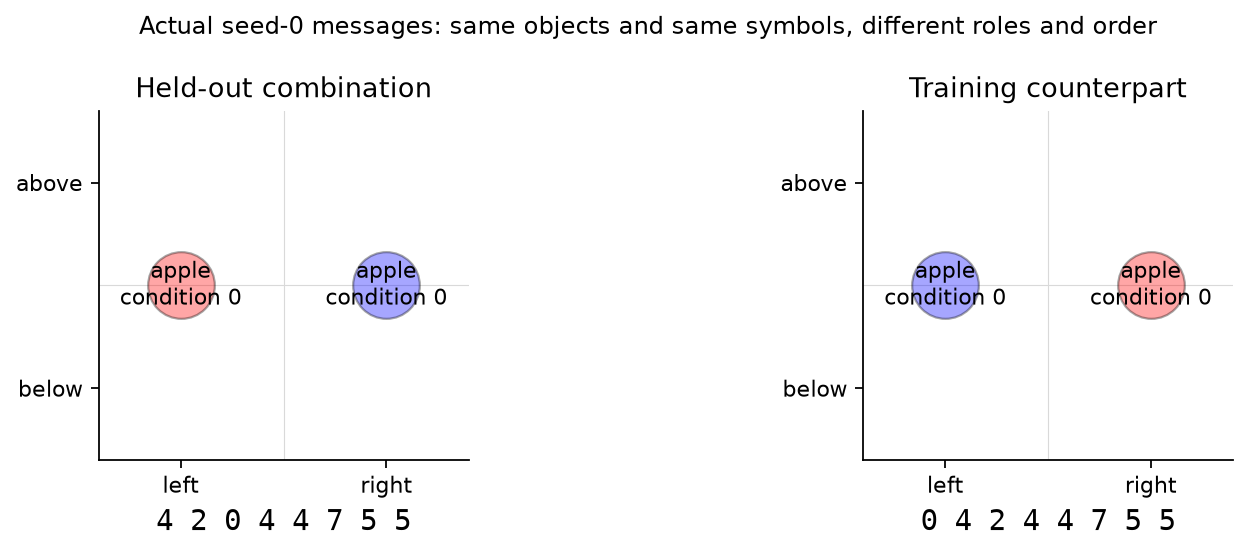 Actual seed-0 messages: same objects and same symbols, different roles and order
Held-out combination
above
below
apple
condition 0
apple
condition 0
left
right
4 2 0 4 4 7 5 5
Training counterpart
above
below
apple
condition 0
apple
condition 0
left
right
0 4 2 4 4 7 5 5